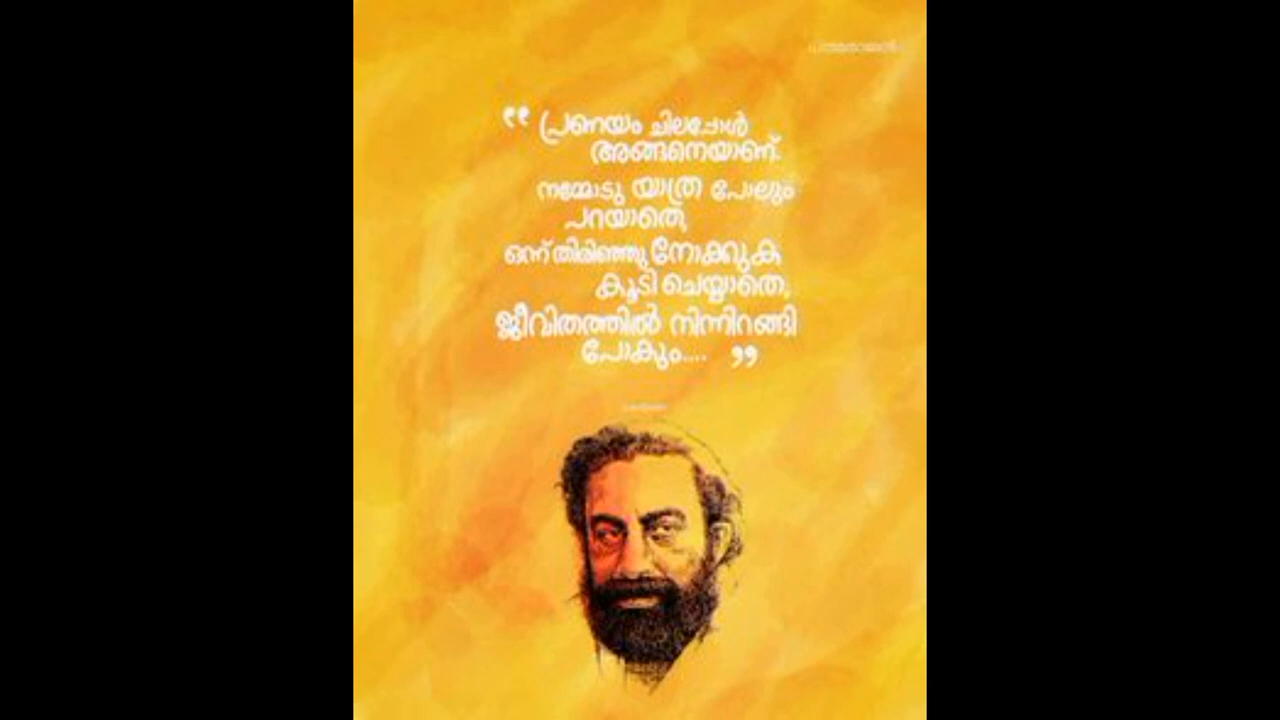 “ പ്രണയം ചിലപ്പോൾ
അങ്ങനെയാണ്.
നമ്മോടു യാത്ര പോലും
പറയാതെ,
ഒന്ന് തിരിഞ്ഞു നോക്കുക
കൂടി ചെയ്യാതെ,
ജീവിതത്തിൽ നിന്നിറങ്ങി
പോകും.... ”